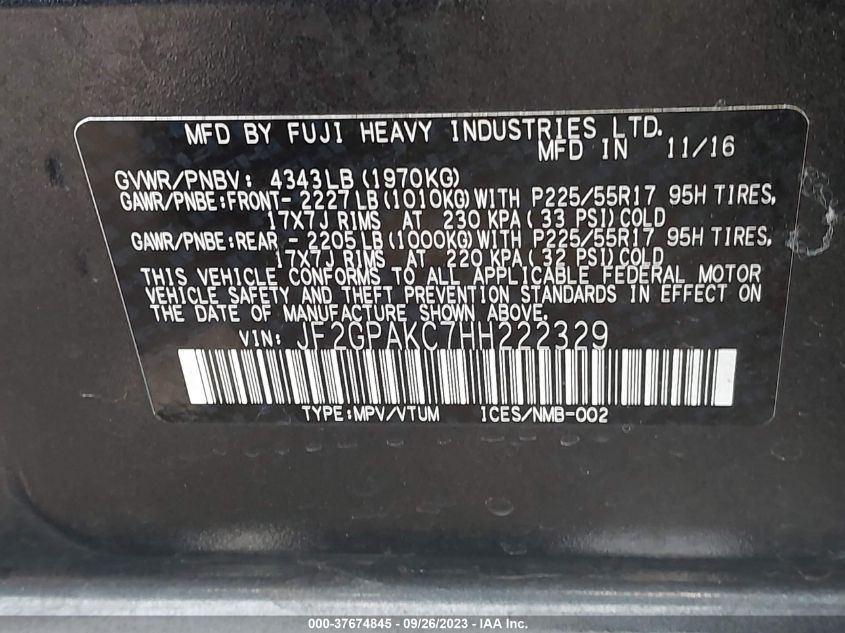 MFD BY FUJI HEAVY INDUSTRIES LTD.
MFD IN 11/16
GVWR/PNBV: 4343LB(1970KG)
GAWR/PNBE:FRONT-2227LB(1010KG)WITH P225/55R17 95H TIRES,
17X7J RIMS AT 230 KPA(33 PSI)COLD
GAWR/PNBE:REAR -2205LB(1000KG)WITH P225/55R17 95H TIRES,
17X7J RIMS AT 220 KPA(32 PSI)COLD
THIS VEHICLE CONFORMS TO ALL APPLICABLE FEDERAL MOTOR
VEHICLE SAFETY AND THEFT PREVENTION STANDARDS IN EFFECT ON
THE DATE OF MANUFACTURE SHOWN ABOVE.
VIN: JF2GPAKC7HH222329
TYPE:MPV/VTUM ICES/NMB-002
000-37674845 - 09/26/2023 - IAA Inc.